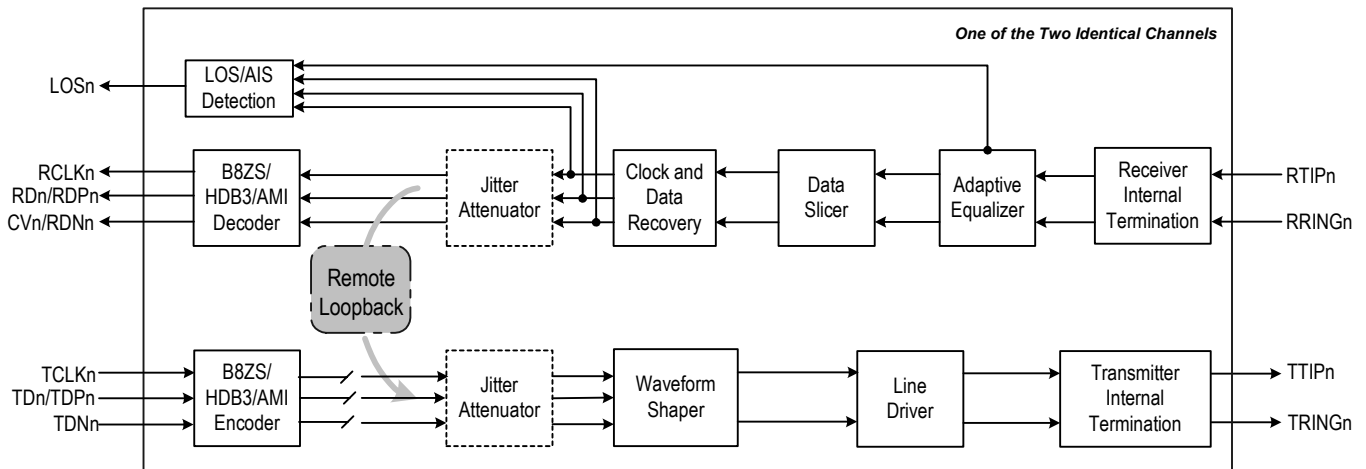 One of the Two Identical Channels
LOSn
LOS/AIS
Detection
RCLKn
RDn/RDPn
CVn/RDNn
B8ZS/
HDB3/AMI
Decoder
Jitter
Attenuator
Clock and
Data
Recovery
Data
Slicer
Adaptive
Equalizer
Receiver
Internal
Termination
RTIPn
RRINGn
Remote
Loopback
TCLKn
TDn/TDPn
TDNn
B8ZS/
HDB3/AMI
Encoder
Jitter
Attenuator
Waveform
Shaper
Line
Driver
Transmitter
Internal
Termination
TTIPn
TRINGn